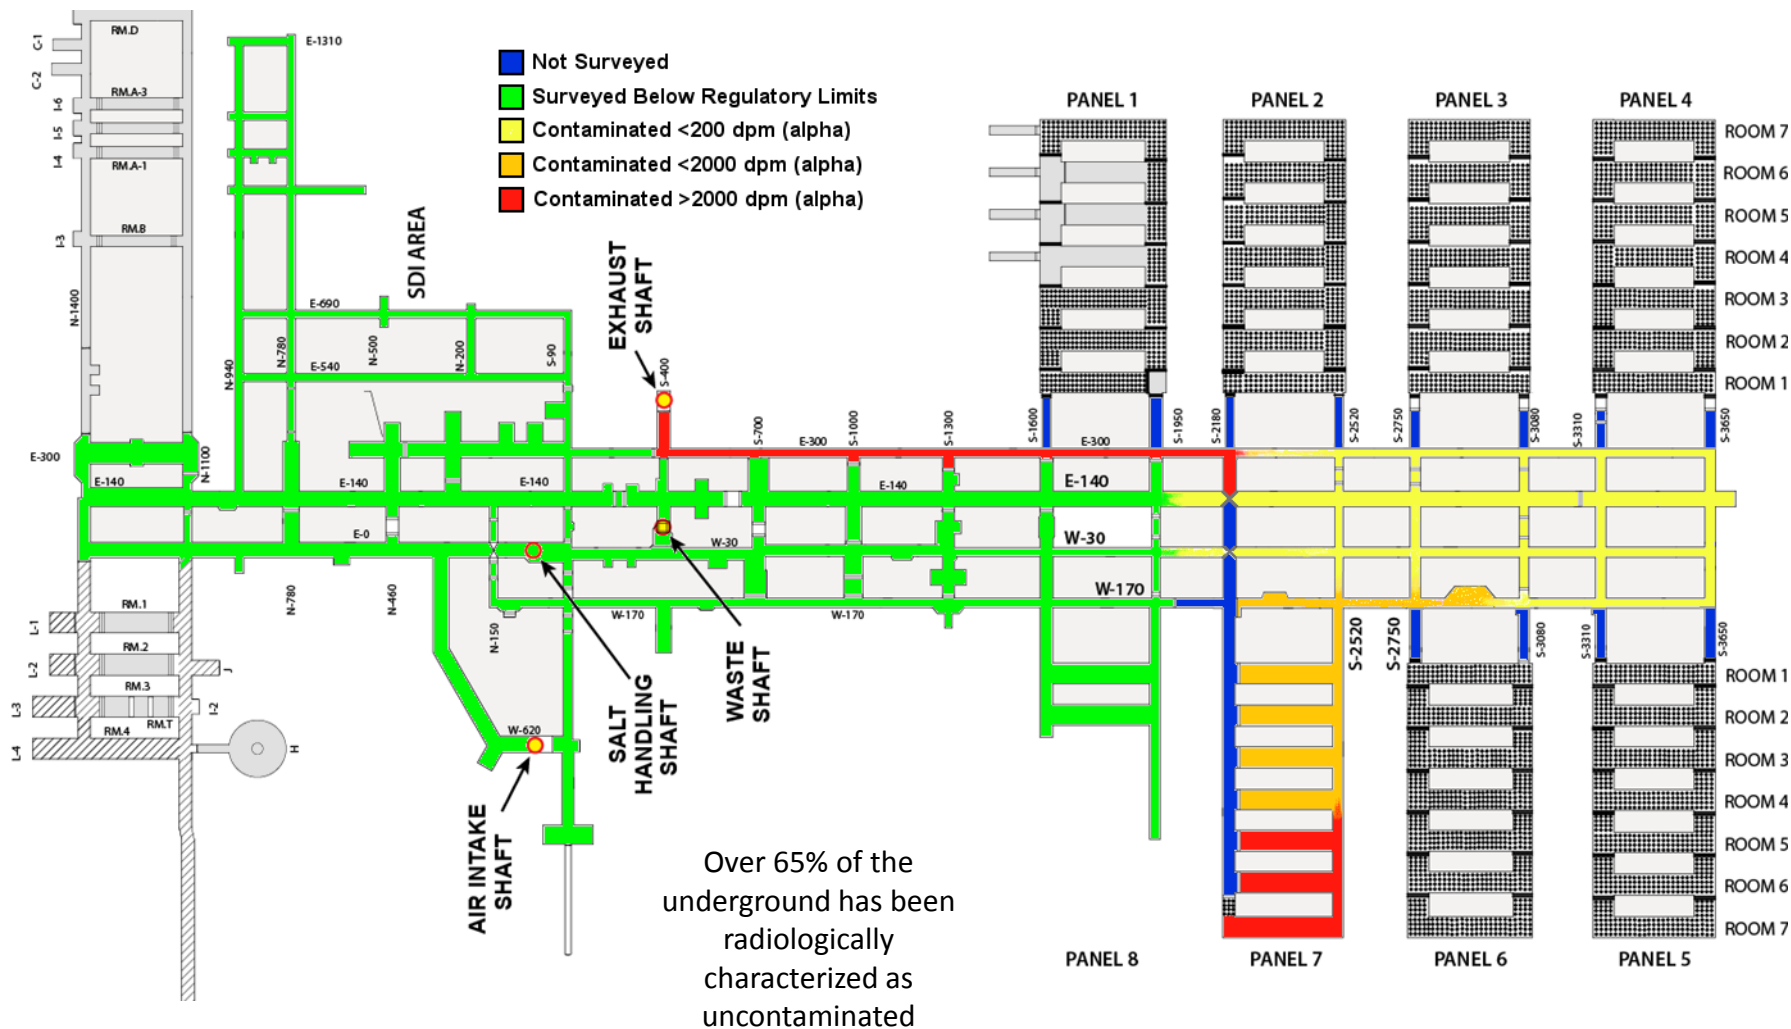 RM.D
C-1
C-2
RM.A-3
I-6
I-5
I-4
RM.A-1
RM.B
I-3
N-1400
E-1310
Not Surveyed
Surveyed Below Regulatory Limits
Contaminated <200 dpm (alpha)
Contaminated <2000 dpm (alpha)
Contaminated >2000 dpm (alpha)
PANEL 1
PANEL 2
PANEL 3
PANEL 4
ROOM 7
ROOM 6
ROOM 5
ROOM 4
ROOM 3
ROOM 2
ROOM 1
SDI AREA
EXHAUST
SHAFT
E-690
N-940
N-780
N-500
N-200
S-90
E-540
S-400
S-700
S-1000
S-1300
E-300
S-1600
E-300
S-1950
S-2180
S-2520
S-2750
S-3080
S-3310
S-3650
E-300
N-1100
E-140
E-140
E-140
E-140
E-140
E-0
W-30
W-30
W-170
W-170
W-170
N-780
N-460
N-150
RM.1
L-1
RM.2
L-2
J
RM.3
L-3
I-2
RM.T
RM.4
L-4
H
W-620
AIR INTAKE
SHAFT
SALT
HANDLING
SHAFT
WASTE
SHAFT
S-2520
S-2750
S-3080
S-3310
S-3650
ROOM 1
ROOM 2
ROOM 3
ROOM 4
ROOM 5
ROOM 6
ROOM 7
PANEL 8
PANEL 7
PANEL 6
PANEL 5
Over 65% of the
underground has been
radiologically
characterized as
uncontaminated